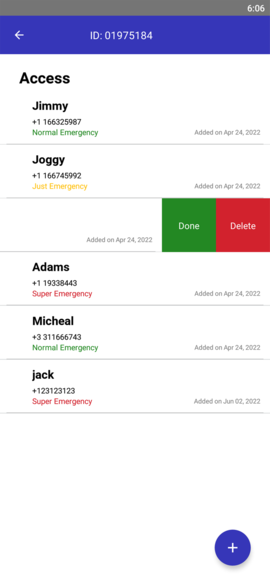 6:06
ID: 01975184
Access
Jimmy
+1 166325987
Normal Emergency
Added on Apr 24, 2022
Joggy
+1 166745992
Just Emergency
Added on Apr 24, 2022
Added on Apr 24, 2022
Done
Delete
Adams
+1 19338443
Super Emergency
Added on Apr 24, 2022
Micheal
+3 311666743
Normal Emergency
Added on Apr 24, 2022
jack
+123123123
Super Emergency
Added on Jun 02, 2022